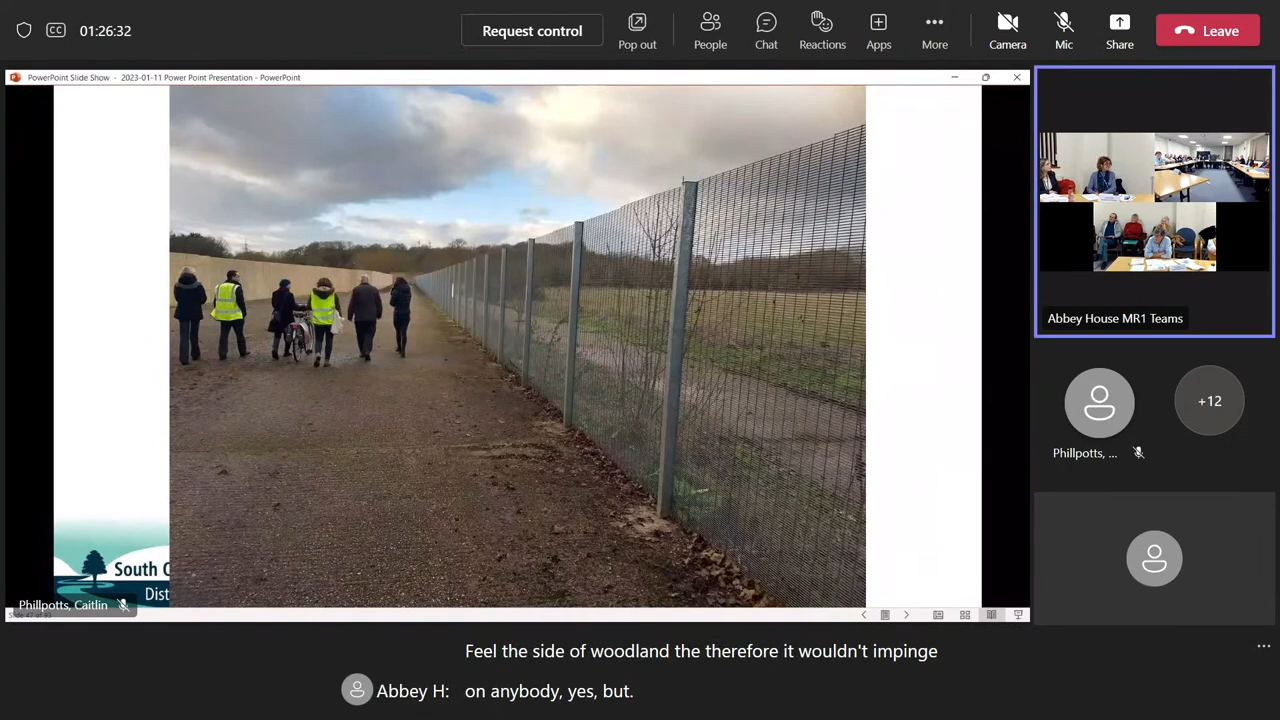 CC
01:26:32
Request control
Pop out
People
Chat
Reactions
Apps
More
Camera
Mic
Share
Leave
PowerPoint Slide Show - 2023-01-11 Power Point Presentation - PowerPoint
South C
Dist
Phillpotts, Caitlin
Abbey House MR1 Teams
Phillpotts, ...
+12
Feel the side of woodland the therefore it wouldn't impinge
Abbey H: on anybody, yes, but.